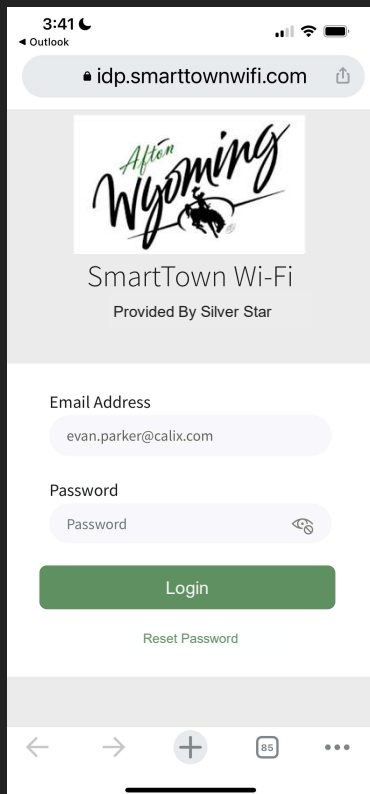 3:41
◀ Outlook
idp.smarttownwifi.com
Afton
Wyoming
SmartTown Wi-Fi
Provided By Silver Star
Email Address
evan.parker@calix.com
Password
Password
Login
Reset Password
85